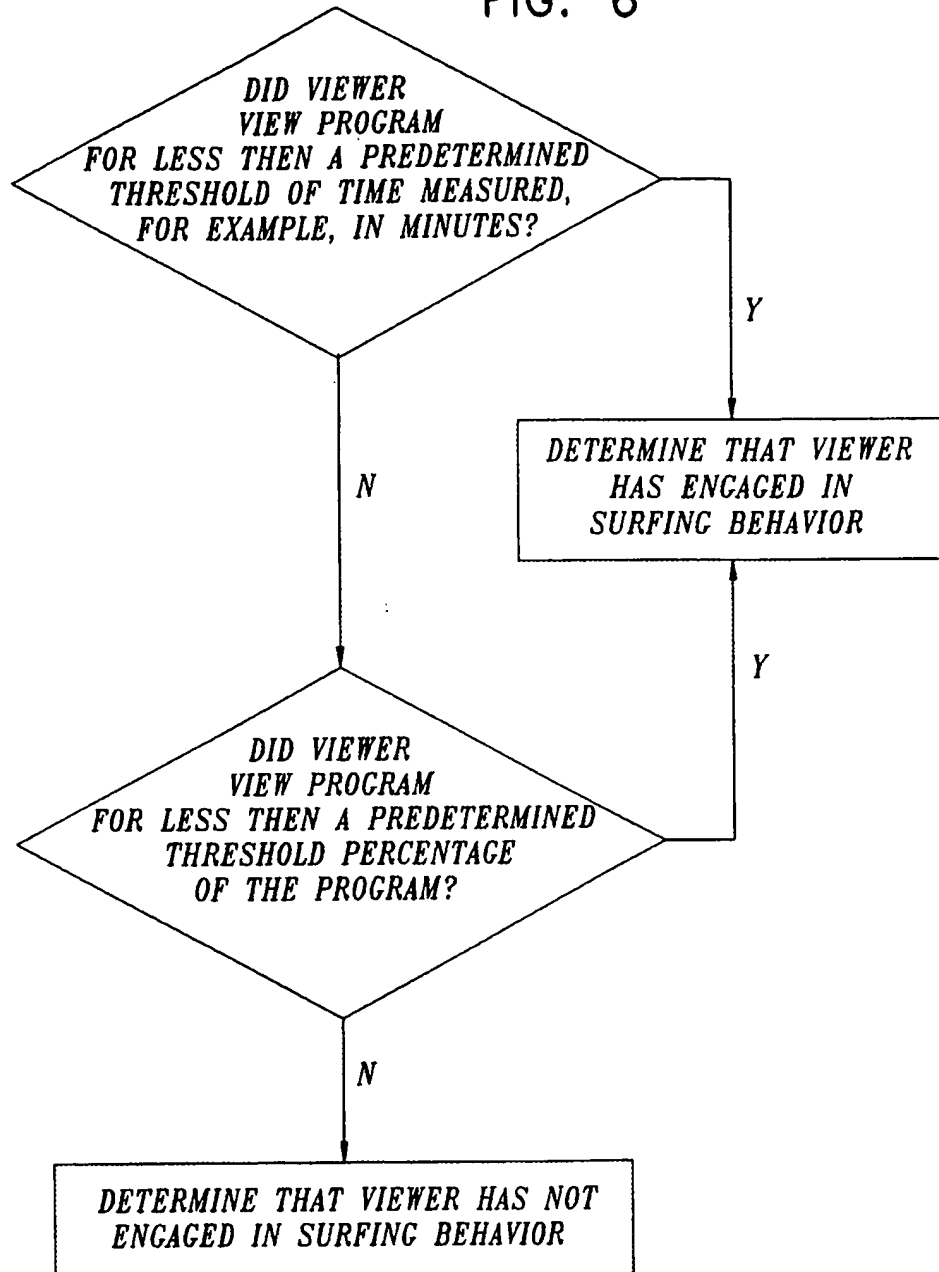 FIG. 6
DID VIEWER
VIEW PROGRAM
FOR LESS THEN A PREDETERMINED
THRESHOLD OF TIME MEASURED,
FOR EXAMPLE, IN MINUTES?
Y
DETERMINE THAT VIEWER
HAS ENGAGED IN
SURFING BEHAVIOR
N
Y
DID VIEWER
VIEW PROGRAM
FOR LESS THEN A PREDETERMINED
THRESHOLD PERCENTAGE
OF THE PROGRAM?
N
DETERMINE THAT VIEWER HAS NOT
ENGAGED IN SURFING BEHAVIOR